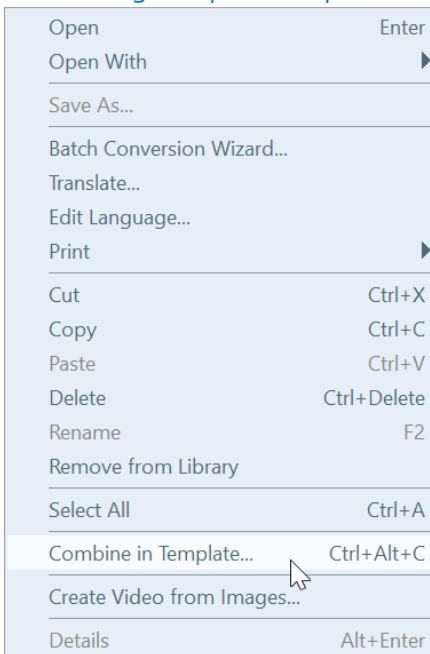 Open Enter
Open With
Save As...
Batch Conversion Wizard...
Translate...
Edit Language...
Print
Cut Ctrl+X
Copy Ctrl+C
Paste Ctrl+V
Delete Ctrl+Delete
Rename F2
Remove from Library
Select All Ctrl+A
Combine in Template... Ctrl+Alt+C
Create Video from Images...
Details Alt+Enter